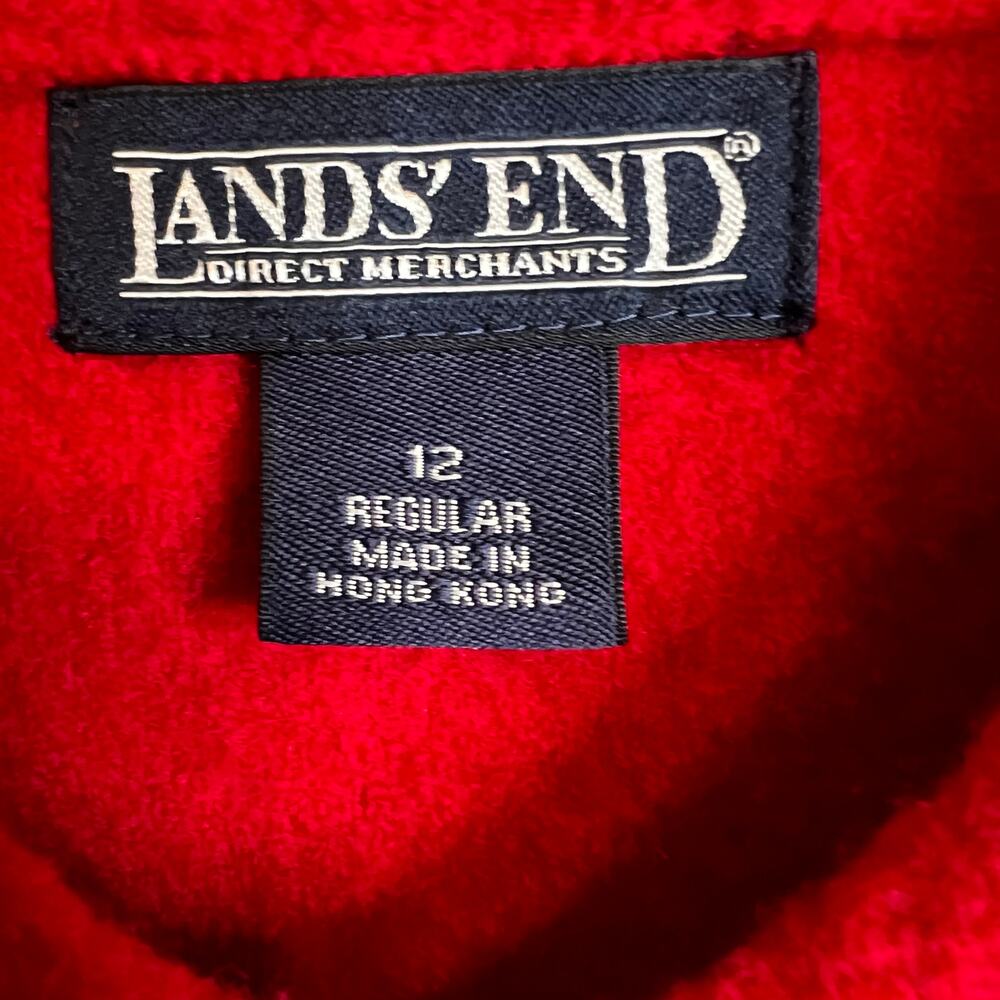 LANDS' END®
DIRECT MERCHANTS
12
REGULAR
MADE IN
HONG KONG